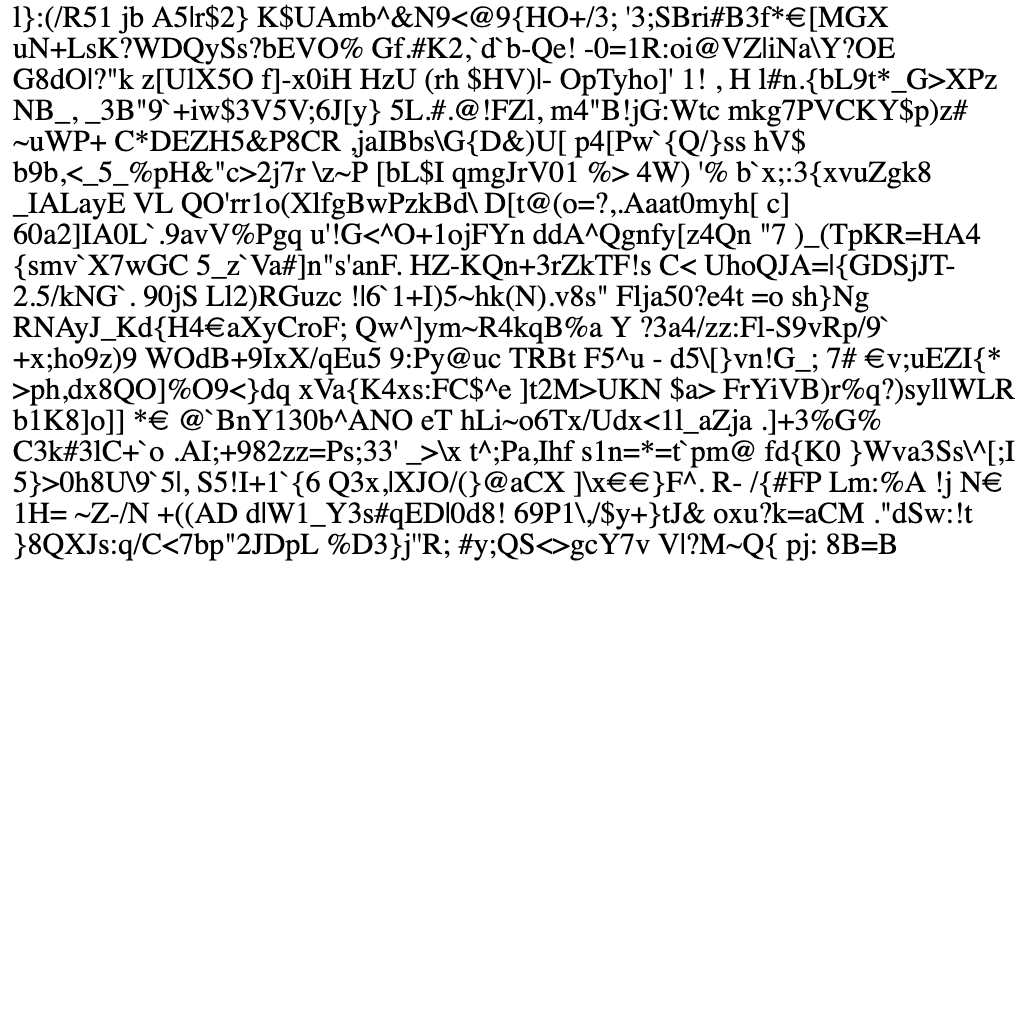 l}:(/R51 jb A5|r$2} K$UAmb^&N9<@9{HO+/3; '3;SBri#B3f*€[MGX
uN+LsK?WDQySs?bEVO% Gf.#K2,`d`b-Qe! -0=1R:oi@VZ|iNa\Y?OE
G8dO|?"k z[UlX5O f]-x0iH HzU (rh $HV)|- OpTyho]' 1! , H l#n.{bL9t*_G>XPz
NB_, _3B"9`+iw$3V5V;6J[y} 5L.#.@!FZl, m4"B!jG:Wtc mkg7PVCKY$p)z#
~uWP+ C*DEZH5&P8CR ,jaIBbs\G{D&)U[ p4[Pw`{Q/}ss hV$
b9b,<_5_%pH&"c>2j7r \z~P [bL$I qmgJrV01 %> 4W) '% b`x;:3{xvuZgk8
_IALayE VL QO'rr1o(XlfgBwPzkBd\ D[t@(o=?,.Aaat0myh[ c]
60a2]IA0L`.9avV%Pgq u'!G<^O+1ojFYn ddA^Qgnfy[z4Qn "7 )_(TpKR=HA4
{smv`X7wGC 5_z`Va#]n"s'anF. HZ-KQn+3rZkTF!s C< UhoQJA=|{GDSjJT-
2.5/kNG`. 90jS Ll2)RGuzc !|6`1+I)5~hk(N).v8s" Flja50?e4t =o sh}Ng
RNAyJ_Kd{H4€aXyCroF; Qw^]ym~R4kqB%a Y ?3a4/zz:Fl-S9vRp/9`
+x;ho9z)9 WOdB+9IxX/qEu5 9:Py@uc TRBt F5^u - d5\[}vn!G_; 7# €v;uEZI{*
>ph,dx8QO]%O9<}dq xVa{K4xs:FC$^e ]t2M>UKN $a> FrYiVB)r%q?)syllWLR
b1K8]o]] *€ @`BnY130b^ANO eT hLi~o6Tx/Udx<1l_aZja .]+3%G%
C3k#3lC+`o .AI;+982zz=Ps;33' _>\x t^;Pa,Ihf s1n=*=t`pm@ fd{K0 }Wva3Ss\^[;I
5}>0h8U\9`5|, S5!I+1`{6 Q3x,|XJO/(}@aCX ]\x€€}F^. R- /{#FP Lm:%A !j N€
1H= ~Z-/N +((AD d|W1_Y3s#qED|0d8! 69P1\,/$y+}tJ& oxu?k=aCM ."dSw:!t
}8QXJs:q/C<7bp"2JDpL %D3}j"R; #y;QS<>gcY7v V|?M~Q{ pj: 8B=B